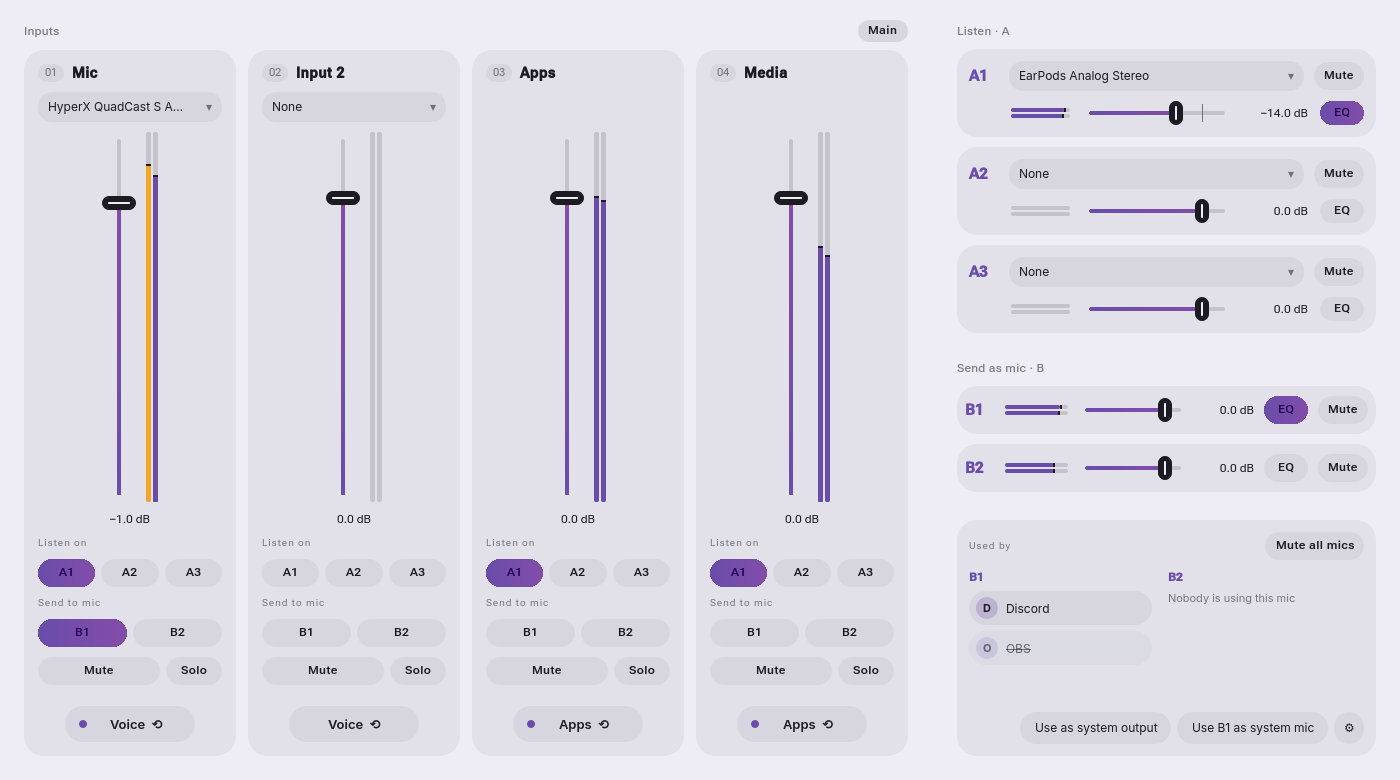 Inputs
Main
01 Mic
HyperX QuadCast S A...
−1.0 dB
Listen on
A1 A2 A3
Send to mic
B1 B2
Mute Solo
Voice ⟲
02 Input 2
None
0.0 dB
Listen on
A1 A2 A3
Send to mic
B1 B2
Mute Solo
Voice ⟲
03 Apps
0.0 dB
Listen on
A1 A2 A3
Send to mic
B1 B2
Mute Solo
Apps ⟲
04 Media
0.0 dB
Listen on
A1 A2 A3
Send to mic
B1 B2
Mute Solo
Apps ⟲
Listen · A
A1 EarPods Analog Stereo Mute
−14.0 dB EQ
A2 None Mute
0.0 dB EQ
A3 None Mute
0.0 dB EQ
Send as mic · B
B1 0.0 dB EQ Mute
B2 0.0 dB EQ Mute
Used by Mute all mics
B1
D Discord
O OBS
B2
Nobody is using this mic
Use as system output Use B1 as system mic ⚙